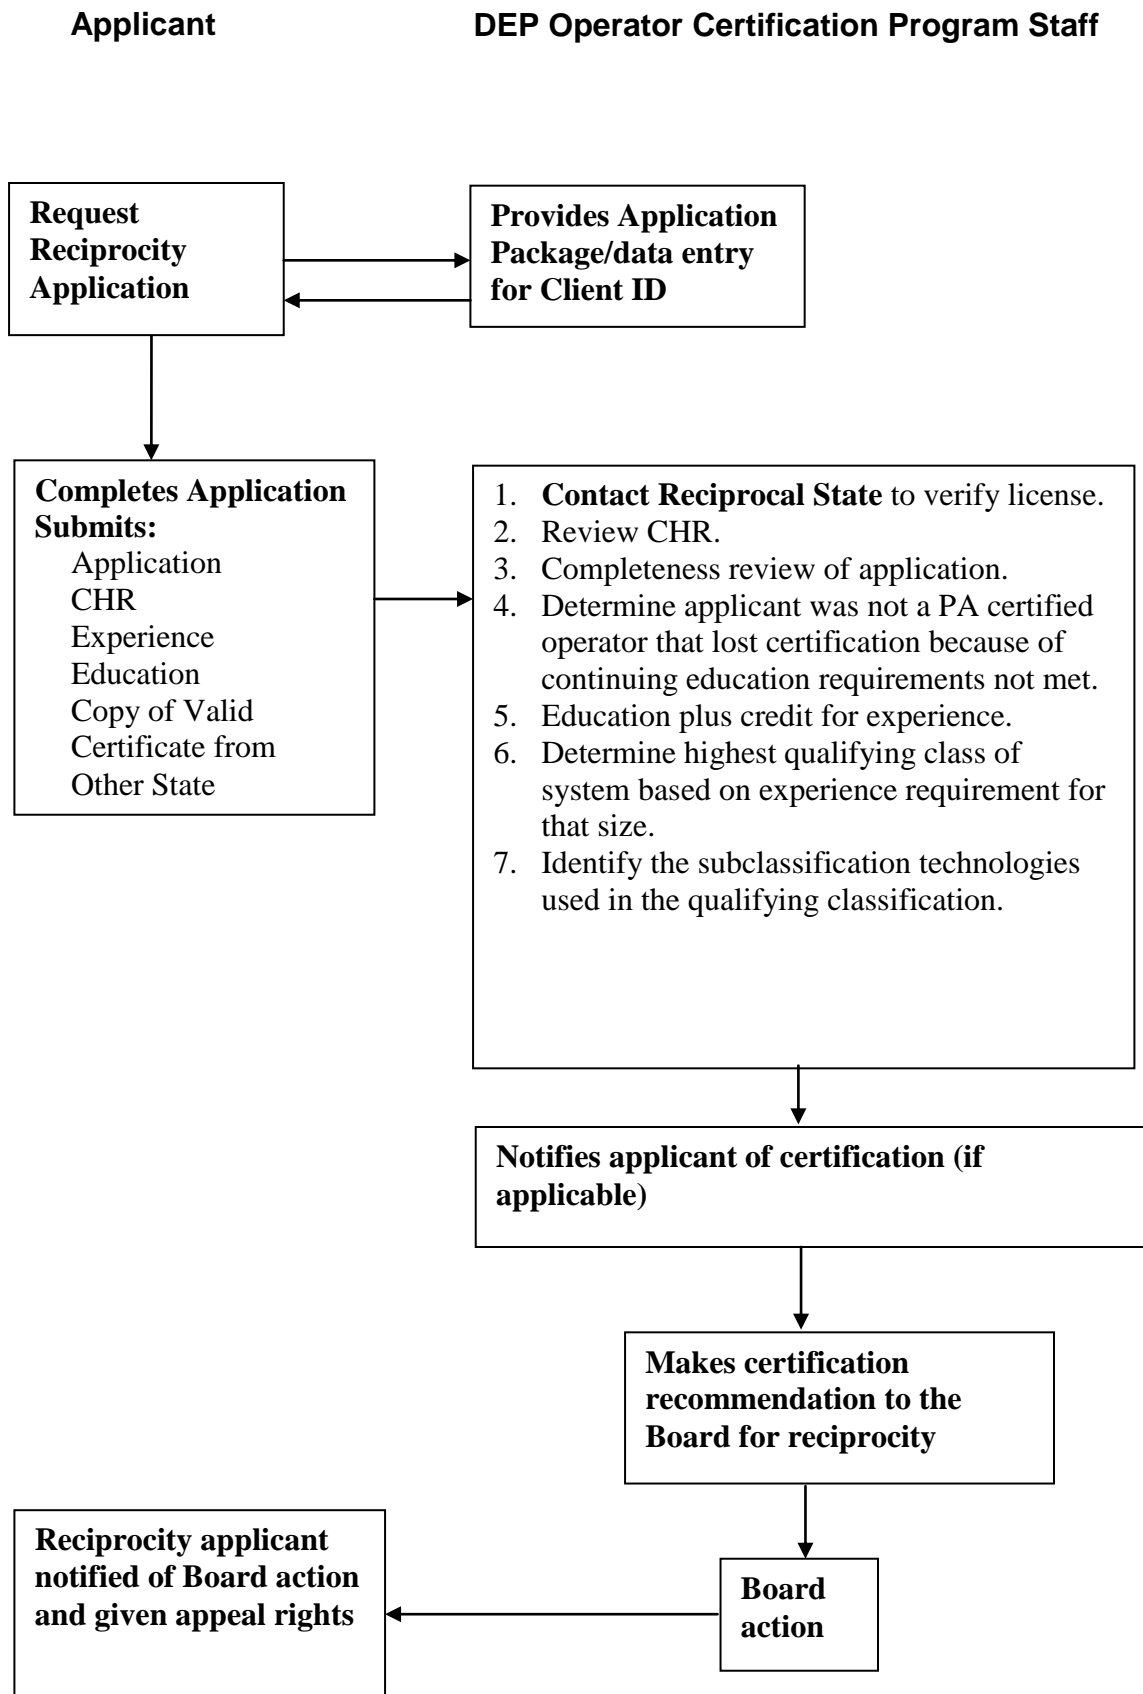 Applicant
DEP Operator Certification Program Staff
Request
Reciprocity
Application
Provides Application
Package/data entry
for Client ID
Completes Application
Submits:
Application
CHR
Experience
Education
Copy of Valid
Certificate from
Other State
1. Contact Reciprocal State to verify license.
2. Review CHR.
3. Completeness review of application.
4. Determine applicant was not a PA certified
operator that lost certification because of
continuing education requirements not met.
5. Education plus credit for experience.
6. Determine highest qualifying class of
system based on experience requirement for
that size.
7. Identify the subclassification technologies
used in the qualifying classification.
Notifies applicant of certification (if
applicable)
Makes certification
recommendation to the
Board for reciprocity
Board
action
Reciprocity applicant
notified of Board action
and given appeal rights